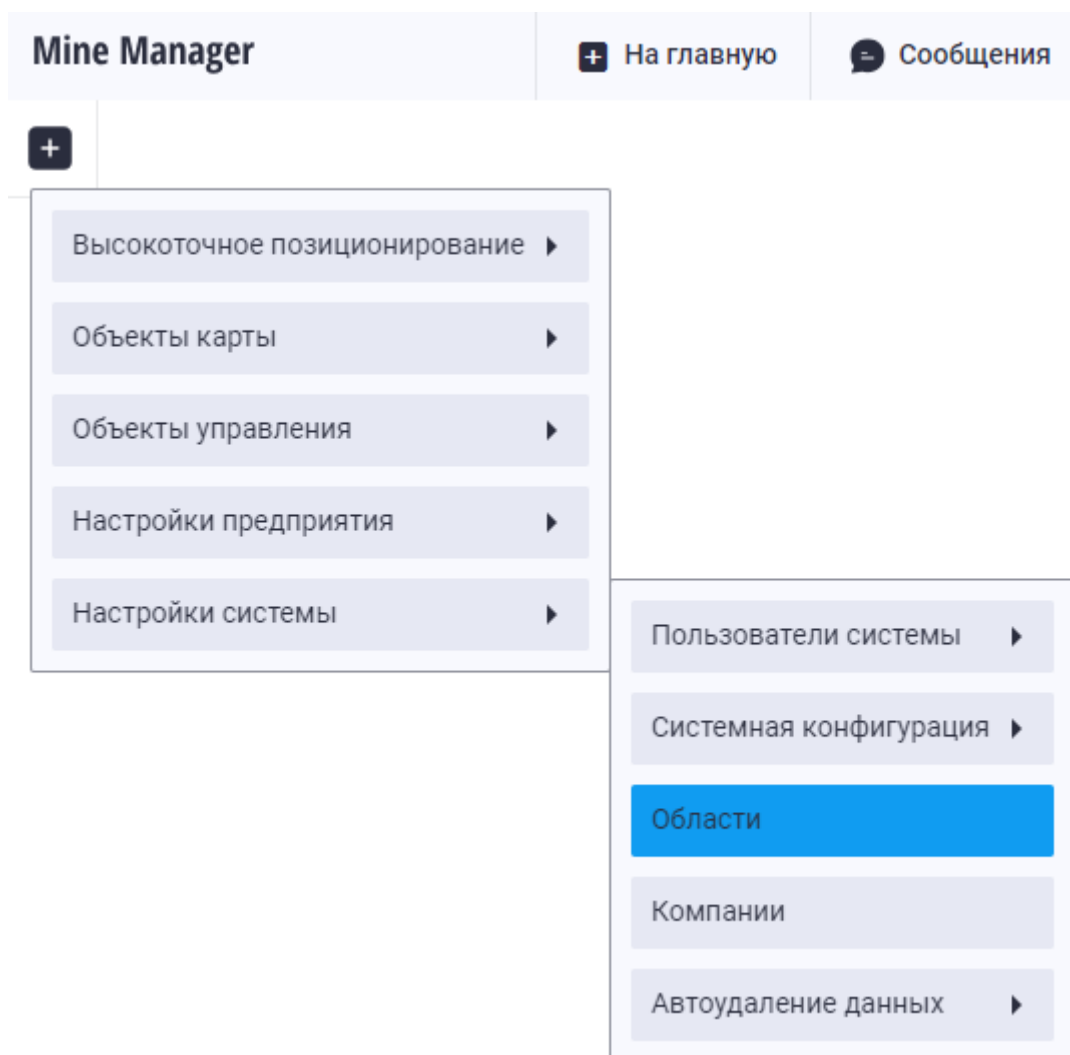 Mine Manager
На главную
Сообщения
Высокоточное позиционирование
Объекты карты
Объекты управления
Настройки предприятия
Настройки системы
Пользователи системы
Системная конфигурация
Области
Компании
Автоудаление данных